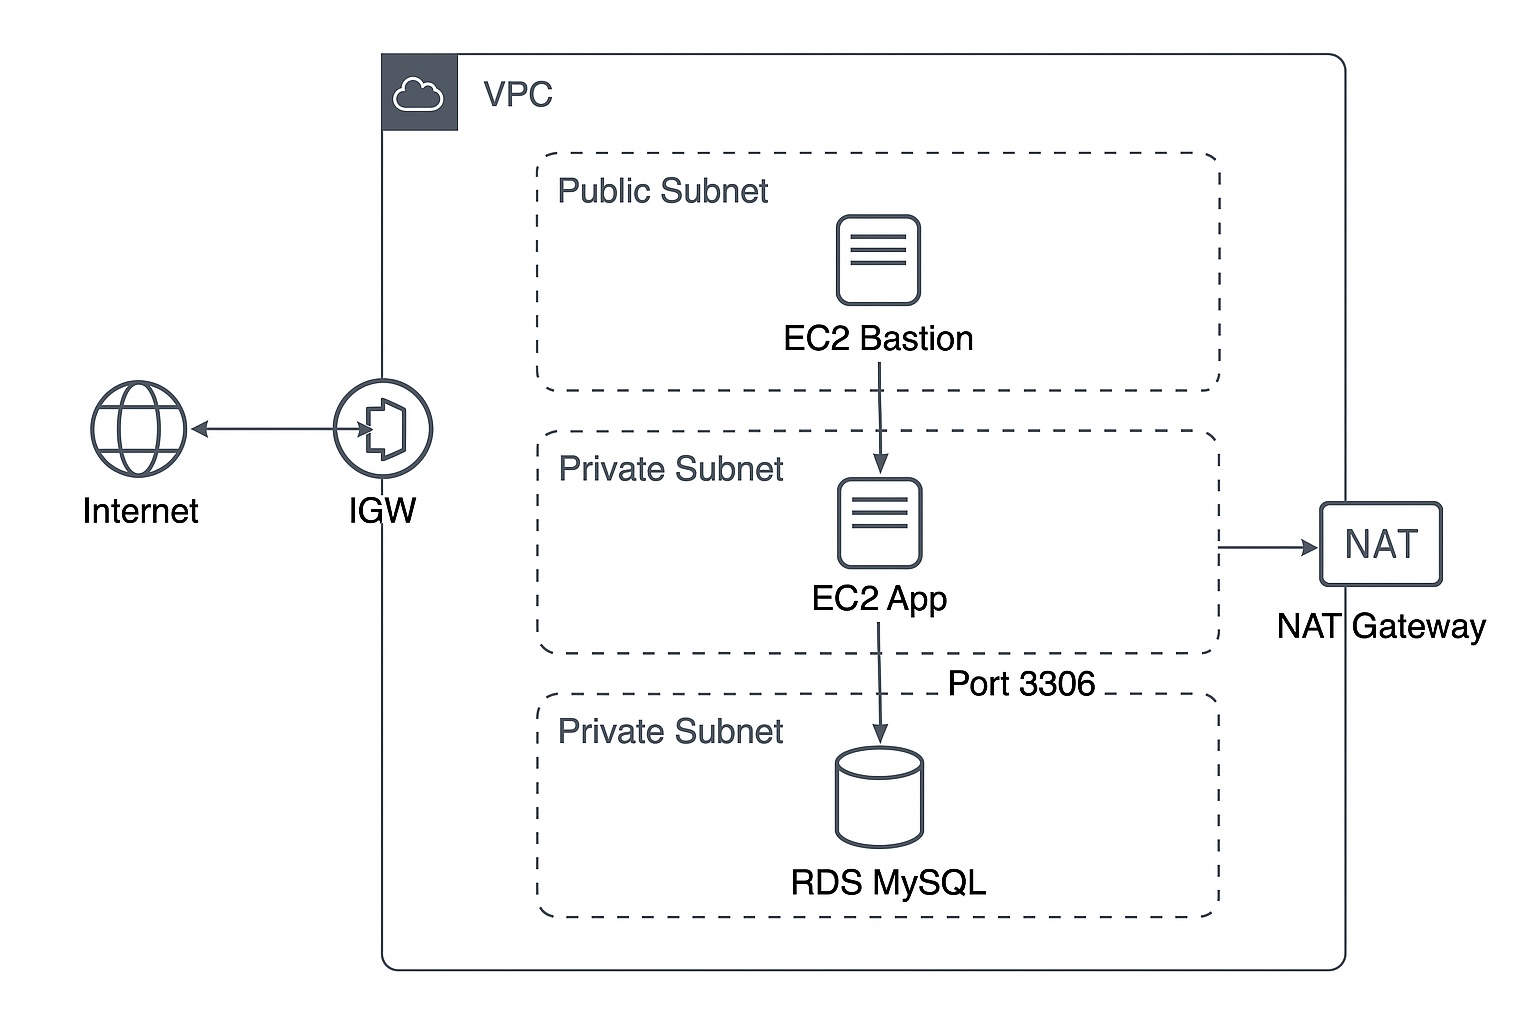 VPC
Public Subnet
EC2 Bastion
Internet
IGW
Private Subnet
EC2 App
NAT
NAT Gateway
Port 3306
Private Subnet
RDS MySQL